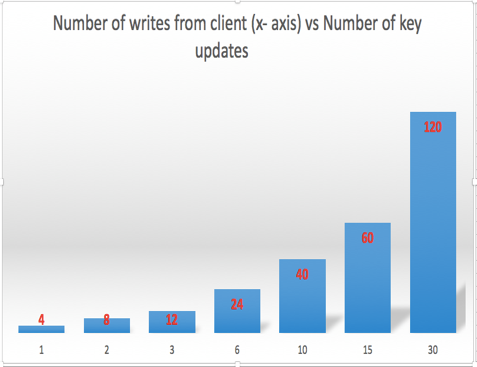 Number of writes from client (x- axis) vs Number of key
updates
120
60
40
24
12
8
4
1 2 3 6 10 15 30